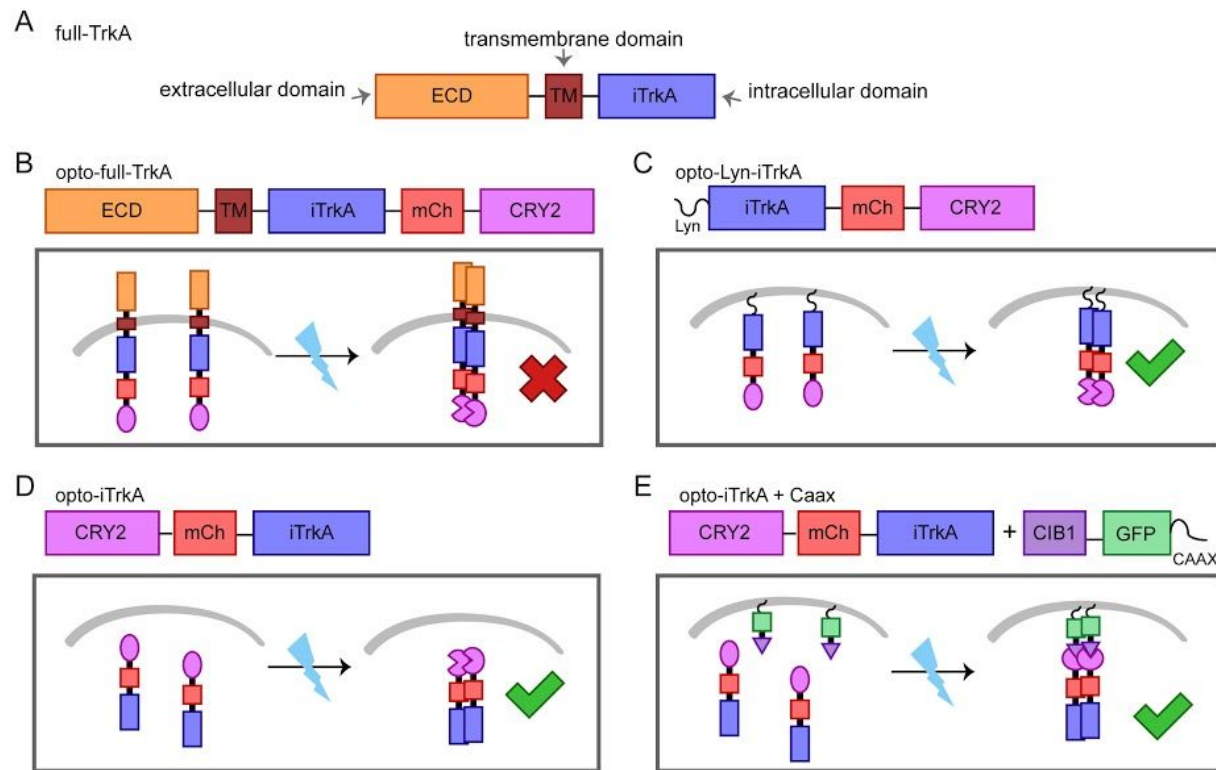 A
full-TrkA
transmembrane domain
extracellular domain
ECD
TM
iTrkA
intracellular domain
B
opto-full-TrkA
ECD
TM
iTrkA
mCh
CRY2
C
opto-Lyn-iTrkA
Lyn
iTrkA
mCh
CRY2
D
opto-iTrkA
CRY2
mCh
iTrkA
E
opto-iTrkA + Caax
CRY2
mCh
iTrkA
+
CIB1
GFP
CAAX